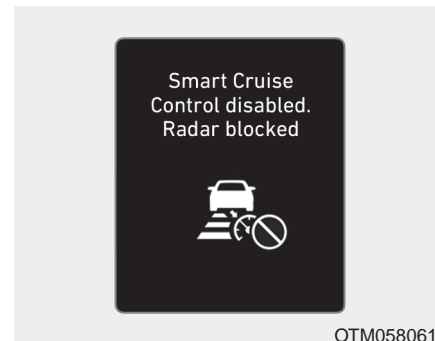 Smart Cruise
Control disabled.
Radar blocked
OTM058061